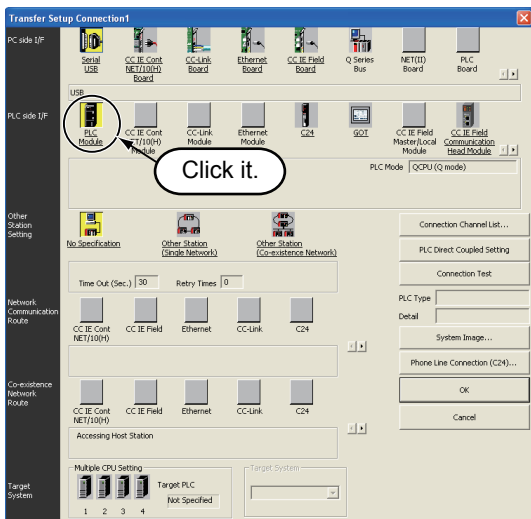 Transfer Setup Connection1
PC side I/F
Serial
USB
CC IE Cont
NET/10(H)
Board
CC-Link
Board
Ethernet
Board
CC IE Field
Board
Q Series
Bus
NET(II)
Board
PLC
Board
USB
PLC side I/F
PLC
Module
CC IE Cont
NET/10(H)
Module
CC-Link
Module
Ethernet
Module
C24
GOT
CC IE Field
Master/Local
Module
CC IE Field
Communication
Head Module
Click it.
PLC Mode QCPU (Q mode)
Other
Station
Setting
No Specification
Other Station
(Single Network)
Other Station
(Co-existence Network)
Time Out (Sec.) 30 Retry Times 0
Connection Channel List...
PLC Direct Coupled Setting
Connection Test
PLC Type
Detail
System Image...
Phone Line Connection (C24)...
OK
Cancel
Network
Communication
Route
CC IE Cont
NET/10(H)
CC IE Field
Ethernet
CC-Link
C24
Co-existence
Network
Route
CC IE Cont
NET/10(H)
CC IE Field
Ethernet
CC-Link
C24
Accessing Host Station
Target
System
Multiple CPU Setting
1 2 3 4
Target PLC
Not Specified
Target System